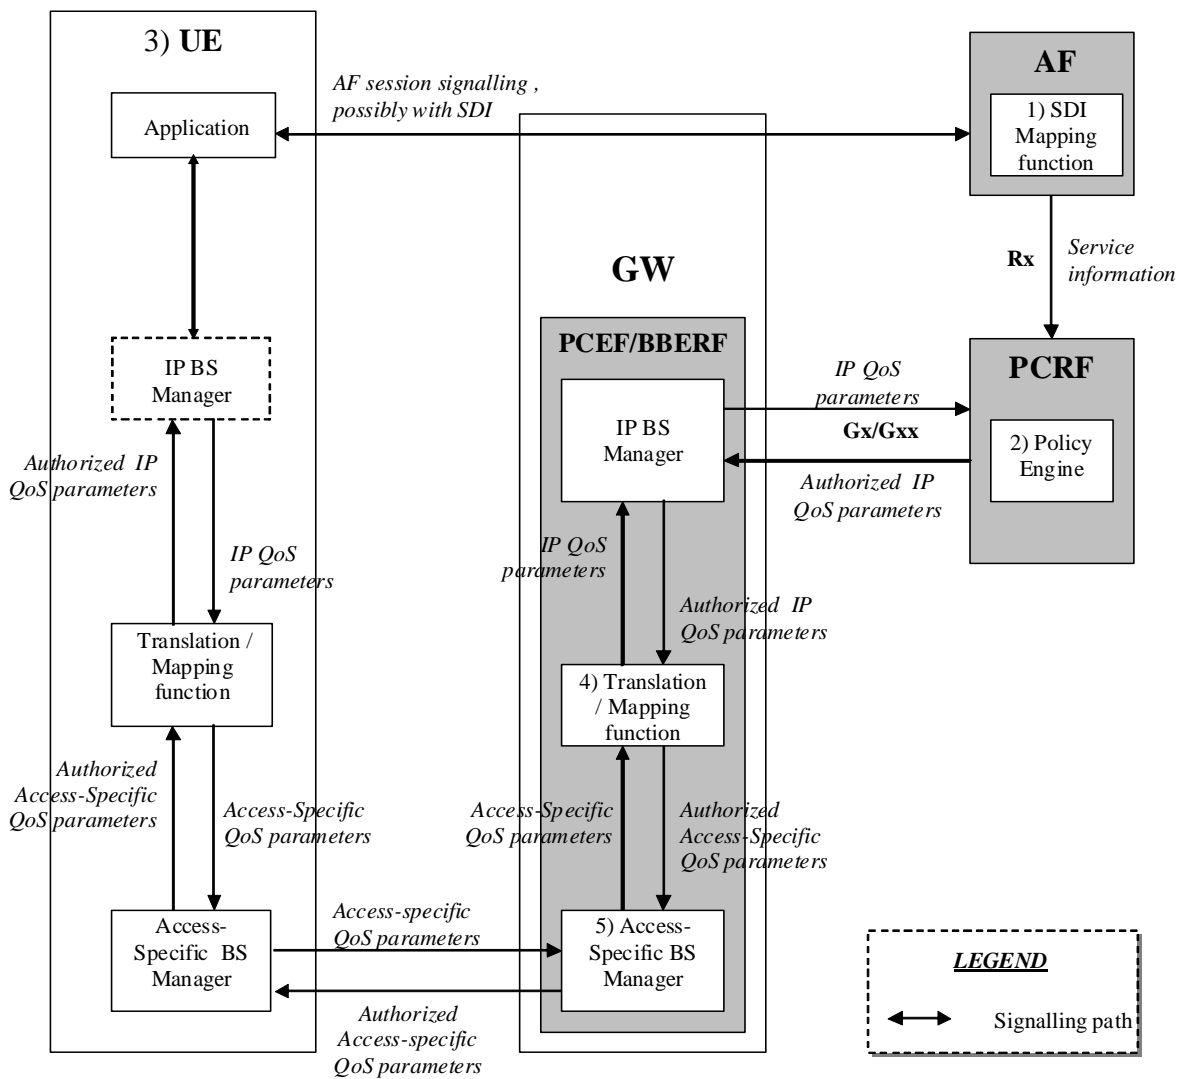 3) UE
Application
AF session signalling ,
possibly with SDI
AF
1) SDI
Mapping
function
Rx
Service
information
GW
PCEF/BBERF
PCRF
2) Policy
Engine
IP BS
Manager
IP BS
Manager
IP QoS
parameters
Gx/Gxx
Authorized IP
QoS parameters
Authorized IP
QoS parameters
IP QoS
parameters
IP QoS
parameters
Authorized IP
QoS parameters
Translation /
Mapping
function
4) Translation
/ Mapping
function
Authorized
Access-Specific
QoS parameters
Access-Specific
QoS parameters
Access-Specific
QoS parameters
Authorized
Access-Specific
QoS parameters
Access-
Specific BS
Manager
Access-specific
QoS parameters
5) Access-
Specific BS
Manager
Authorized
Access-specific
QoS parameters
LEGEND
Signalling path